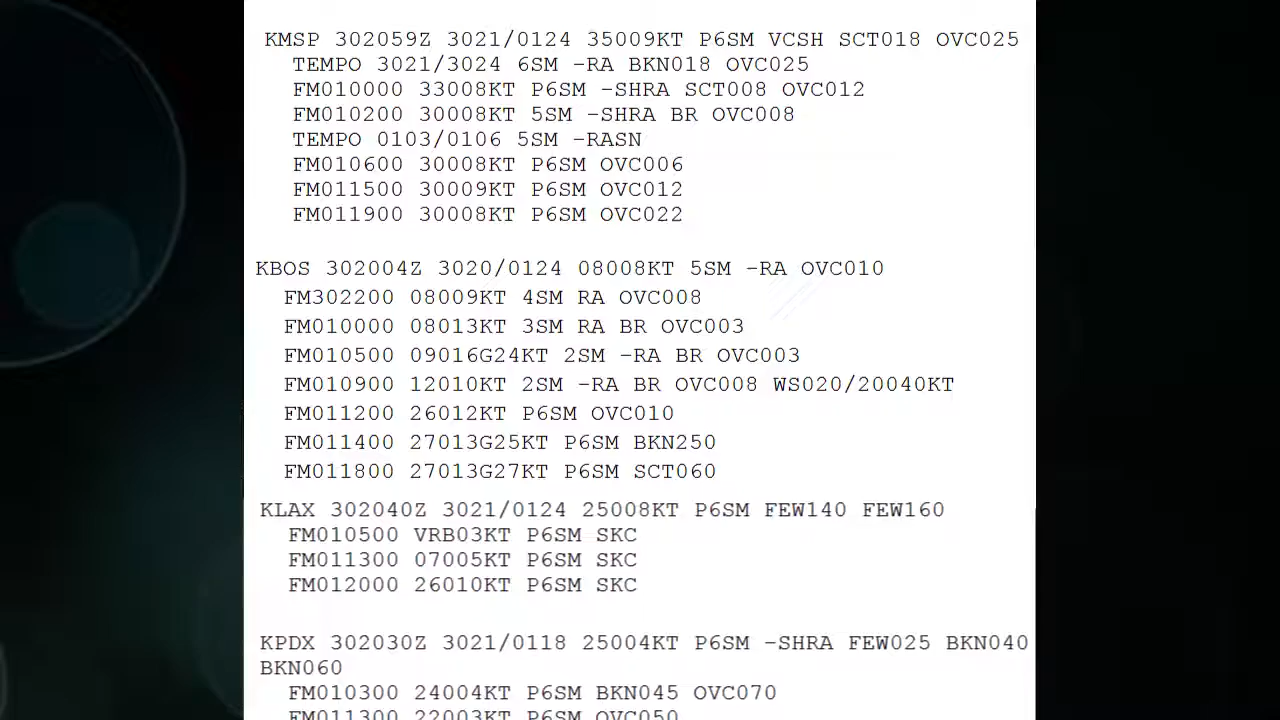 KMSP 302059Z 3021/0124 35009KT P6SM VCSH SCT018 OVC025
TEMPO 3021/3024 6SM -RA BKN018 OVC025
FM010000 33008KT P6SM -SHRA SCT008 OVC012
FM010200 30008KT 5SM -SHRA BR OVC008
TEMPO 0103/0106 5SM -RASN
FM010600 30008KT P6SM OVC006
FM011500 30009KT P6SM OVC012
FM011900 30008KT P6SM OVC022
KBOS 302004Z 3020/0124 08008KT 5SM -RA OVC010
FM302200 08009KT 4SM RA OVC008
FM010000 08013KT 3SM RA BR OVC003
FM010500 09016G24KT 2SM -RA BR OVC003
FM010900 12010KT 2SM -RA BR OVC008 WS020/20040KT
FM011200 26012KT P6SM OVC010
FM011400 27013G25KT P6SM BKN250
FM011800 27013G27KT P6SM SCT060
KLAX 302040Z 3021/0124 25008KT P6SM FEW140 FEW160
FM010500 VRB03KT P6SM SKC
FM011300 07005KT P6SM SKC
FM012000 26010KT P6SM SKC
KPDX 302030Z 3021/0118 25004KT P6SM -SHRA FEW025 BKN040
BKN060
FM010300 24004KT P6SM BKN045 OVC070
FM011300 22003KT P6SM OVC050